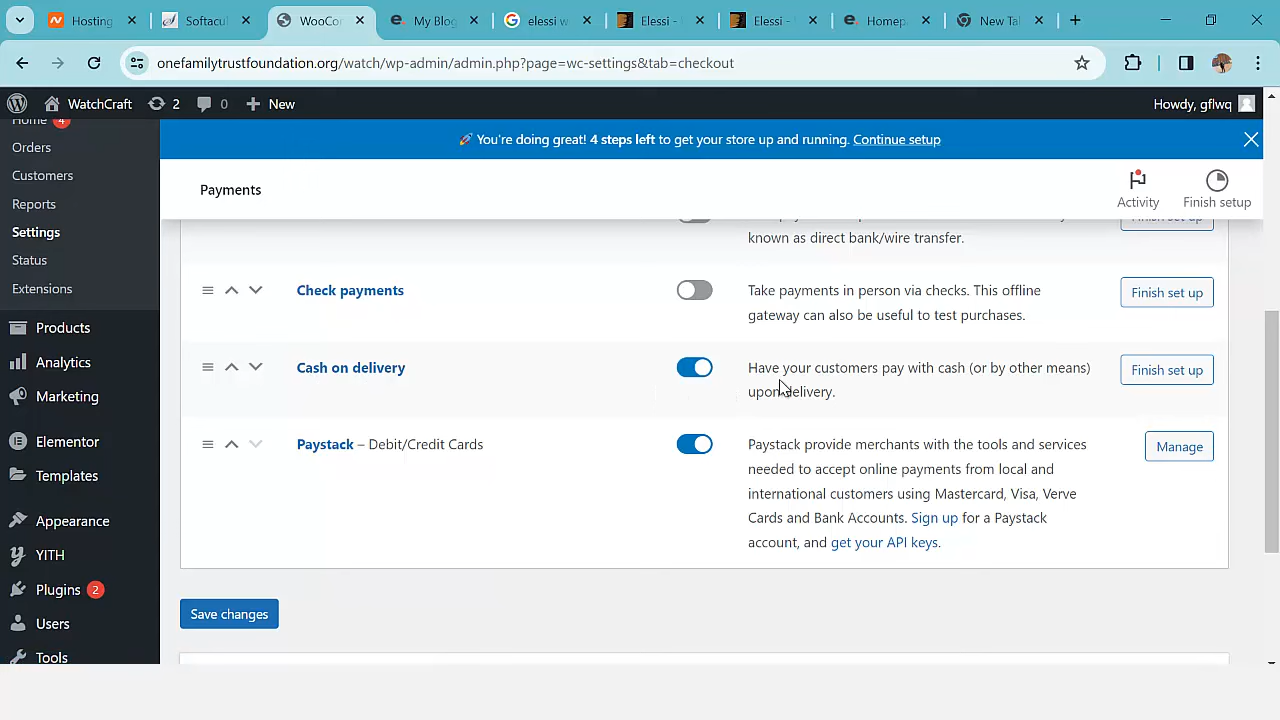 Hosting
Softacul
WooCor
My Blog
elessi w
Elessi -
Elessi -
Homep
New Tab
onefamilytrustfoundation.org/watch/wp-admin/admin.php?page=wc-settings&tab=checkout
WatchCraft
2
0
New
Howdy, gflwq
Home 4
Orders
Customers
Reports
Settings
Status
Extensions
Products
Analytics
Marketing
Elementor
Templates
Appearance
YITH
Plugins 2
Users
Tools
🚀 You're doing great! 4 steps left to get your store up and running. Continue setup
Payments
Activity
Finish setup
known as direct bank/wire transfer.
Finish set up
Check payments
Take payments in person via checks. This offline
gateway can also be useful to test purchases.
Finish set up
Cash on delivery
Have your customers pay with cash (or by other means)
upon delivery.
Finish set up
Paystack – Debit/Credit Cards
Paystack provide merchants with the tools and services
needed to accept online payments from local and
international customers using Mastercard, Visa, Verve
Cards and Bank Accounts. Sign up for a Paystack
account, and get your API keys.
Manage
Save changes